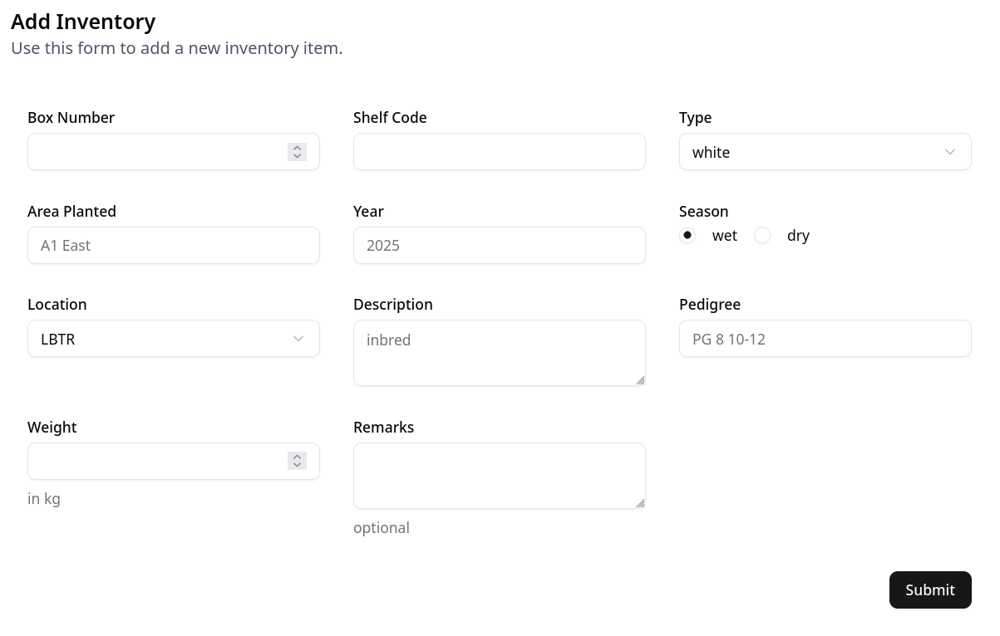 Add Inventory
Use this form to add a new inventory item.
Box Number
Shelf Code
Type
white
Area Planted
A1 East
Year
2025
Season
wet
dry
Location
LBTR
Description
inbred
Pedigree
PG 8 10-12
Weight
in kg
Remarks
optional
Submit